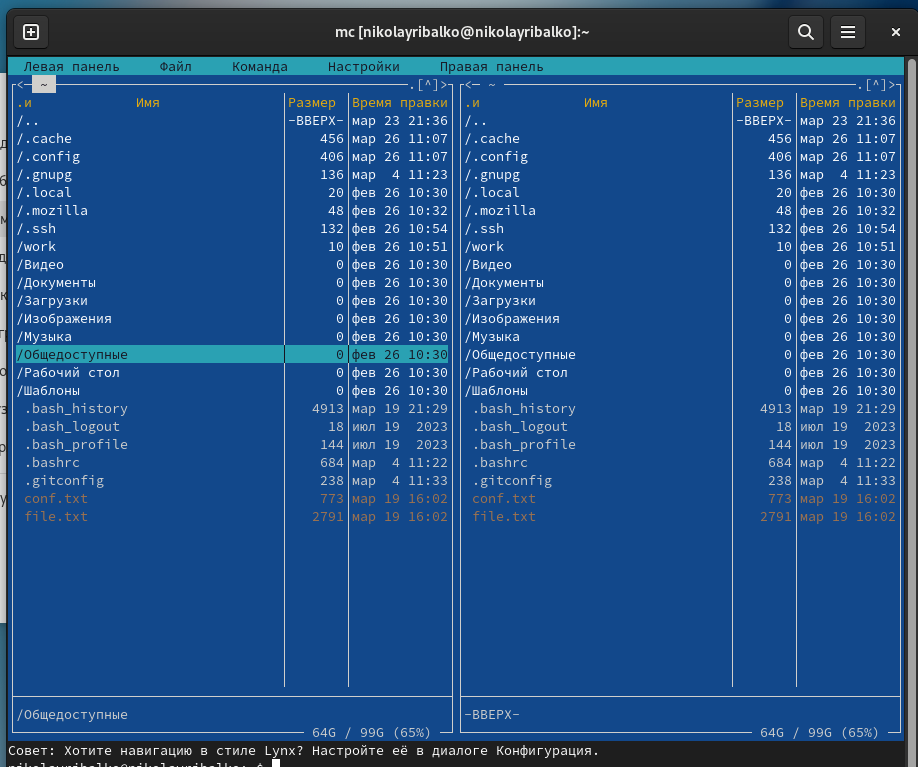 mc [nikolayribalko@nikolayribalko]:~
Левая панель Файл Команда Настройки Правая панель
<─ ~ ─.[^]>
.и Имя Размер Время правки
/.. -ВВЕРХ- мар 23 21:36
/.cache 456 мар 26 11:07
/.config 406 мар 26 11:07
/.gnupg 136 мар 4 11:23
/.local 20 фев 26 10:30
/.mozilla 48 фев 26 10:32
/.ssh 132 фев 26 10:54
/work 10 фев 26 10:51
/Видео 0 фев 26 10:30
/Документы 0 фев 26 10:30
/Загрузки 0 фев 26 10:30
/Изображения 0 фев 26 10:30
/Музыка 0 фев 26 10:30
/Общедоступные 0 фев 26 10:30
/Рабочий стол 0 фев 26 10:30
/Шаблоны 0 фев 26 10:30
.bash_history 4913 мар 19 21:29
.bash_logout 18 июл 19 2023
.bash_profile 144 июл 19 2023
.bashrc 684 мар 4 11:22
.gitconfig 238 мар 4 11:33
conf.txt 773 мар 19 16:02
file.txt 2791 мар 19 16:02
/Общедоступные
64G / 99G (65%)
<─ ~ ─.[^]>
.и Имя Размер Время правки
/.. -ВВЕРХ- мар 23 21:36
/.cache 456 мар 26 11:07
/.config 406 мар 26 11:07
/.gnupg 136 мар 4 11:23
/.local 20 фев 26 10:30
/.mozilla 48 фев 26 10:32
/.ssh 132 фев 26 10:54
/work 10 фев 26 10:51
/Видео 0 фев 26 10:30
/Документы 0 фев 26 10:30
/Загрузки 0 фев 26 10:30
/Изображения 0 фев 26 10:30
/Музыка 0 фев 26 10:30
/Общедоступные 0 фев 26 10:30
/Рабочий стол 0 фев 26 10:30
/Шаблоны 0 фев 26 10:30
.bash_history 4913 мар 19 21:29
.bash_logout 18 июл 19 2023
.bash_profile 144 июл 19 2023
.bashrc 684 мар 4 11:22
.gitconfig 238 мар 4 11:33
conf.txt 773 мар 19 16:02
file.txt 2791 мар 19 16:02
-ВВЕРХ-
64G / 99G (65%)
Совет: Хотите навигацию в стиле Lynx? Настройте её в диалоге Конфигурация.
nikolayribalko@nikolayribalko:~$